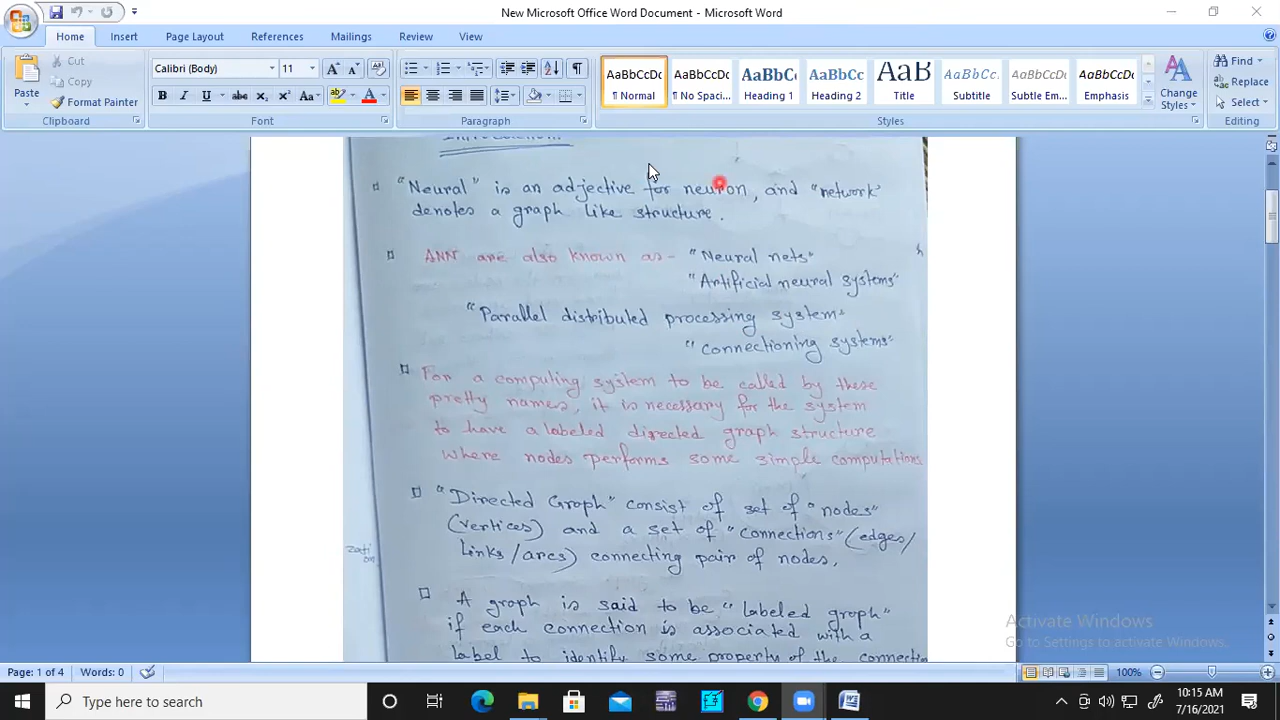 New Microsoft Office Word Document - Microsoft Word
Home
Insert
Page Layout
References
Mailings
Review
View
Paste
Cut
Copy
Format Painter
Clipboard
Calibri (Body)
11
B I U abc x₂ x² Aa
Font
Paragraph
AaBbCcDc
¶ Normal
AaBbCcDc
¶ No Spaci...
AaBbC
Heading 1
AaBbCc
Heading 2
AaB
Title
AaBbCc.
Subtitle
AaBbCcDc
Subtle Em...
AaBbCcDc
Emphasis
Change
Styles
Styles
Find
Replace
Select
Editing
"Neural" is an adjective for neuron, and "network"
denotes a graph like structure.
ANN are also known as- "Neural nets"
"Artificial neural systems"
"Parallel distributed processing system"
"Connectioning systems"
For a computing system to be called by these
pretty names, it is necessary for the system
to have a labeled directed graph structure
where nodes performs some simple computations
"Directed Graph" consist of set of "nodes"
(vertices) and a set of "connections" (edges/
links/arcs) connecting pair of nodes.
A graph is said to be "labeled graph"
if each connection is associated with a
label to identify some property of the connectio
Activate Windows
Go to Settings to activate Windows.
Page: 1 of 4
Words: 0
100%
Type here to search
10:15 AM
7/16/2021